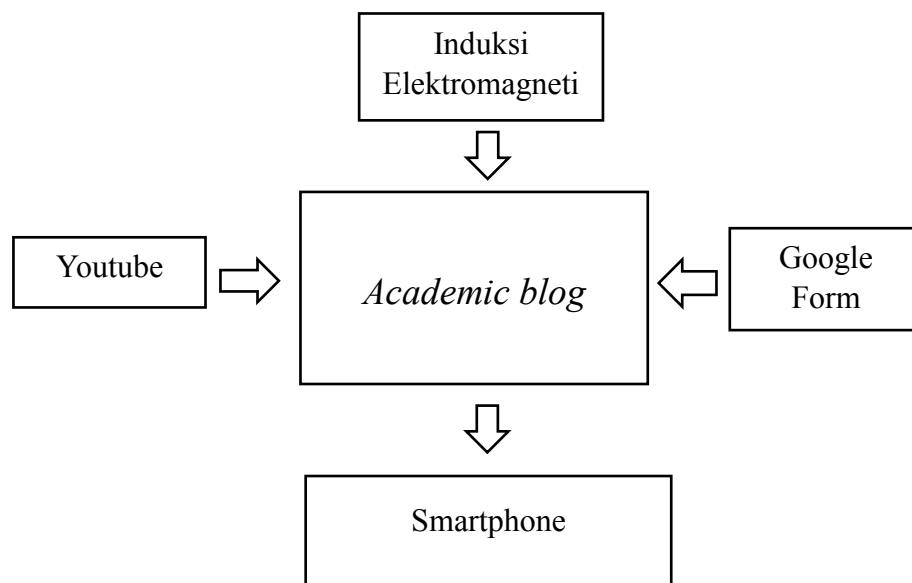 Induksi
Elektromagneti
Youtube
Academic blog
Google
Form
Smartphone